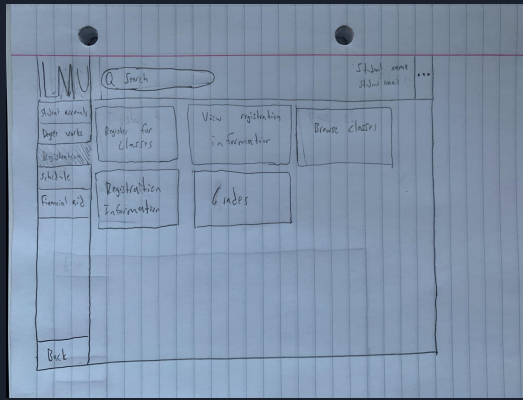 LMU
Search
Student name
Student email
...
Student accounts
Degree works
Registration
Schedule
Financial aid
Register for
Classes
View registration
information
Browse classes
Registraition
Information
Grades
Back